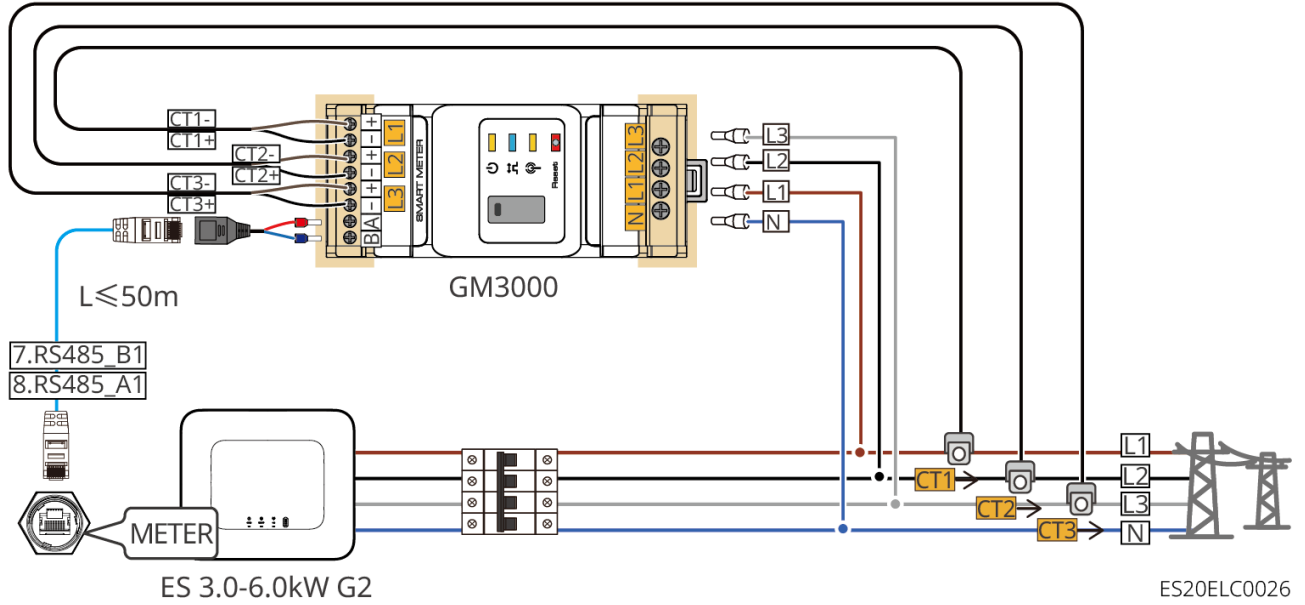 CT1-
CT1+
CT2-
CT2+
CT3-
CT3+
+
-
L1
+
-
L2
+
-
L3
A
B
SMART METER
Reset
L3
L2
L1
N
L3
L2
L1
N
GM3000
L≤50m
7.RS485_B1
8.RS485_A1
METER
ES 3.0-6.0kW G2
CT1
CT2
CT3
L1
L2
L3
N
ES20ELC0026